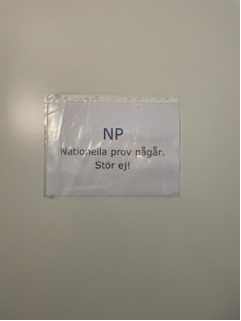 NP
Nationella prov pågår.
Stör ej!